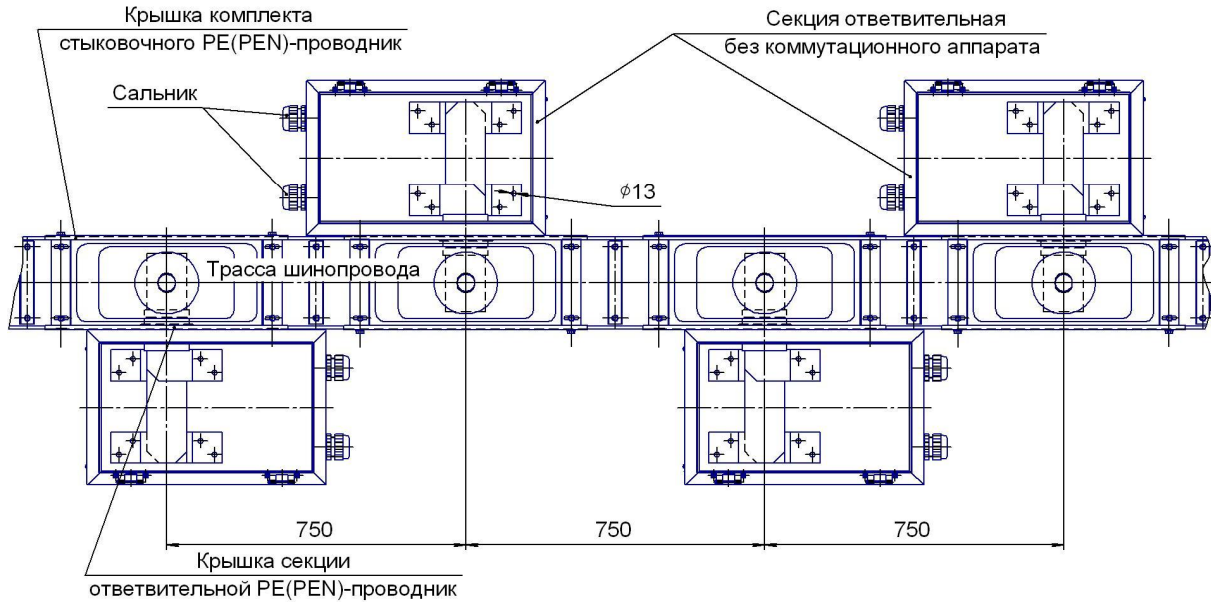 Крышка комплекта
стыковочного PE(PEN)-проводник
Секция ответвительная
без коммутационного аппарата
Сальник
⌀13
Трасса шинопровода
750
750
750
Крышка секции
ответвительной PE(PEN)-проводник